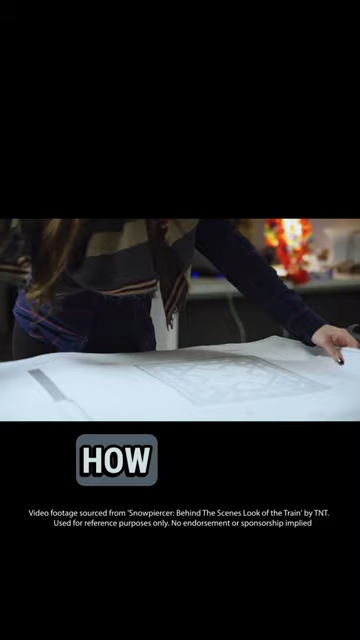 HOW
Video footage sourced from 'Snowpiercer: Behind The Scenes Look of the Train' by TNT.
Used for reference purposes only. No endorsement or sponsorship implied